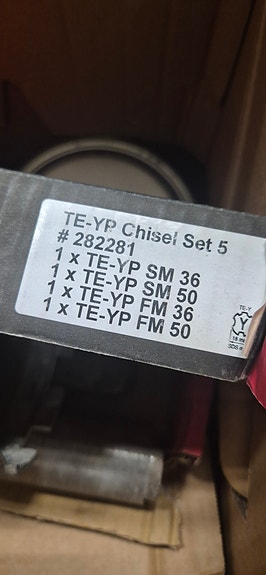 TE-YP Chisel Set 5
# 282281
1 x TE-YP SM 36
1 x TE-YP SM 50
1 x TE-YP FM 36
1 x TE-YP FM 50
TE-Y
Y